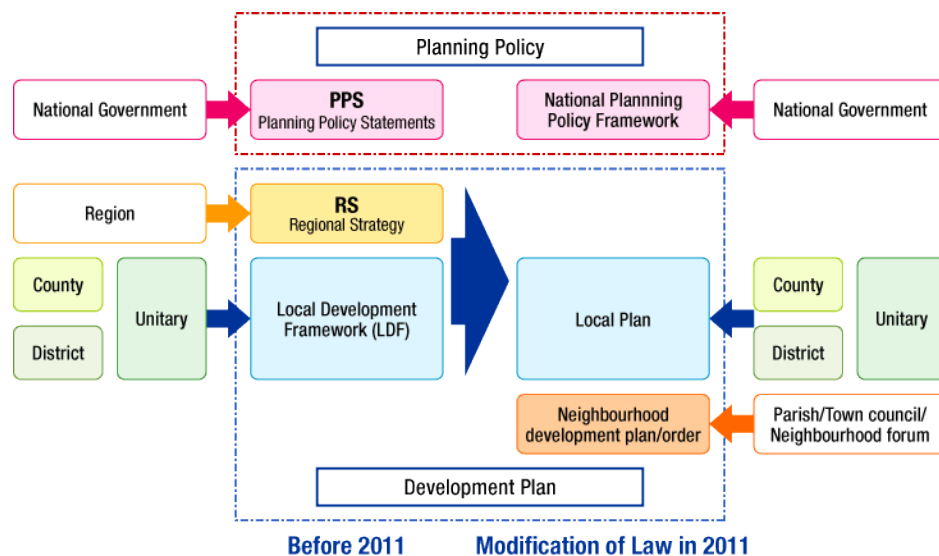 Planning Policy
National Government
PPS
Planning Policy Statements
National Plannning
Policy Framework
National Government
Region
RS
Regional Strategy
County
District
Unitary
Local Development
Framework (LDF)
Local Plan
County
District
Unitary
Neighbourhood
development plan/order
Parish/Town council/
Neighbourhood forum
Development Plan
Before 2011
Modification of Law in 2011